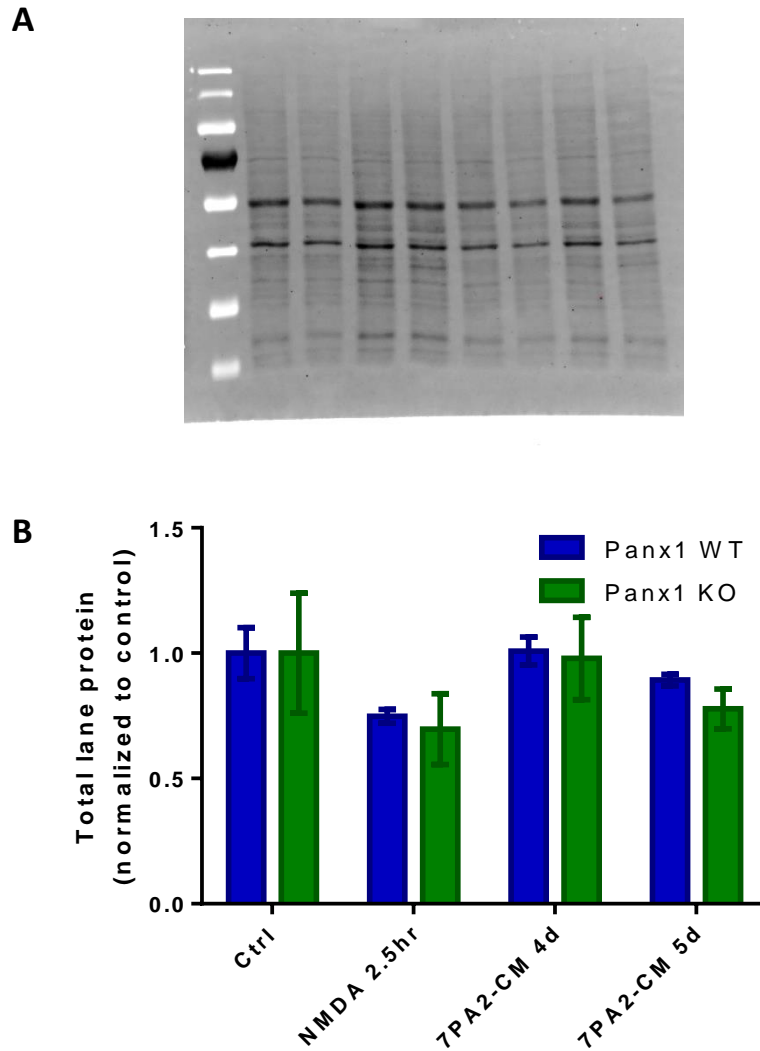 A
B
1.5
1.0
0.5
0.0
Total lane protein
(normalized to control)
Panx1 WT
Panx1 KO
Ctrl
NMDA 2.5hr
7PA2-CM 4d
7PA2-CM 5d